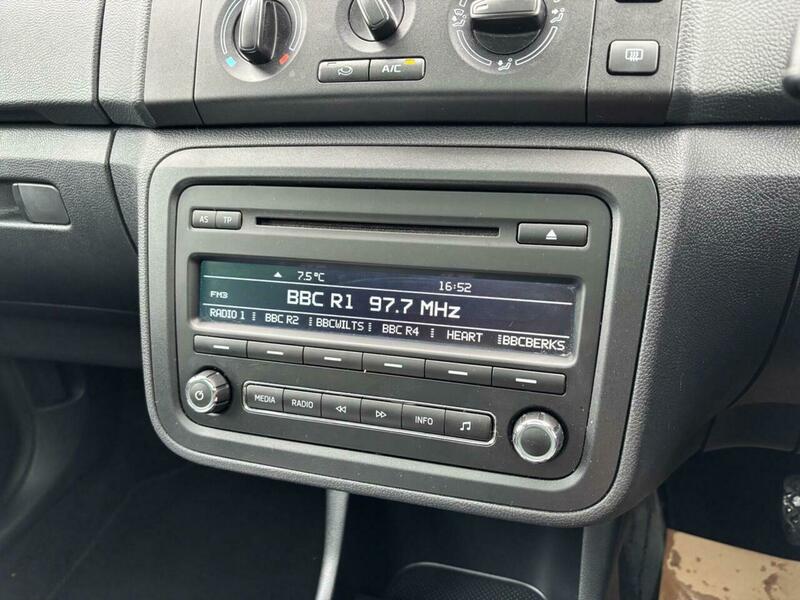 A/C
AS TP
7.5°C 16:52
FM3 BBC R1 97.7 MHz
RADIO 1 BBC R2 BBCWILTS BBC R4 HEART BBCBERKS
MEDIA RADIO INFO